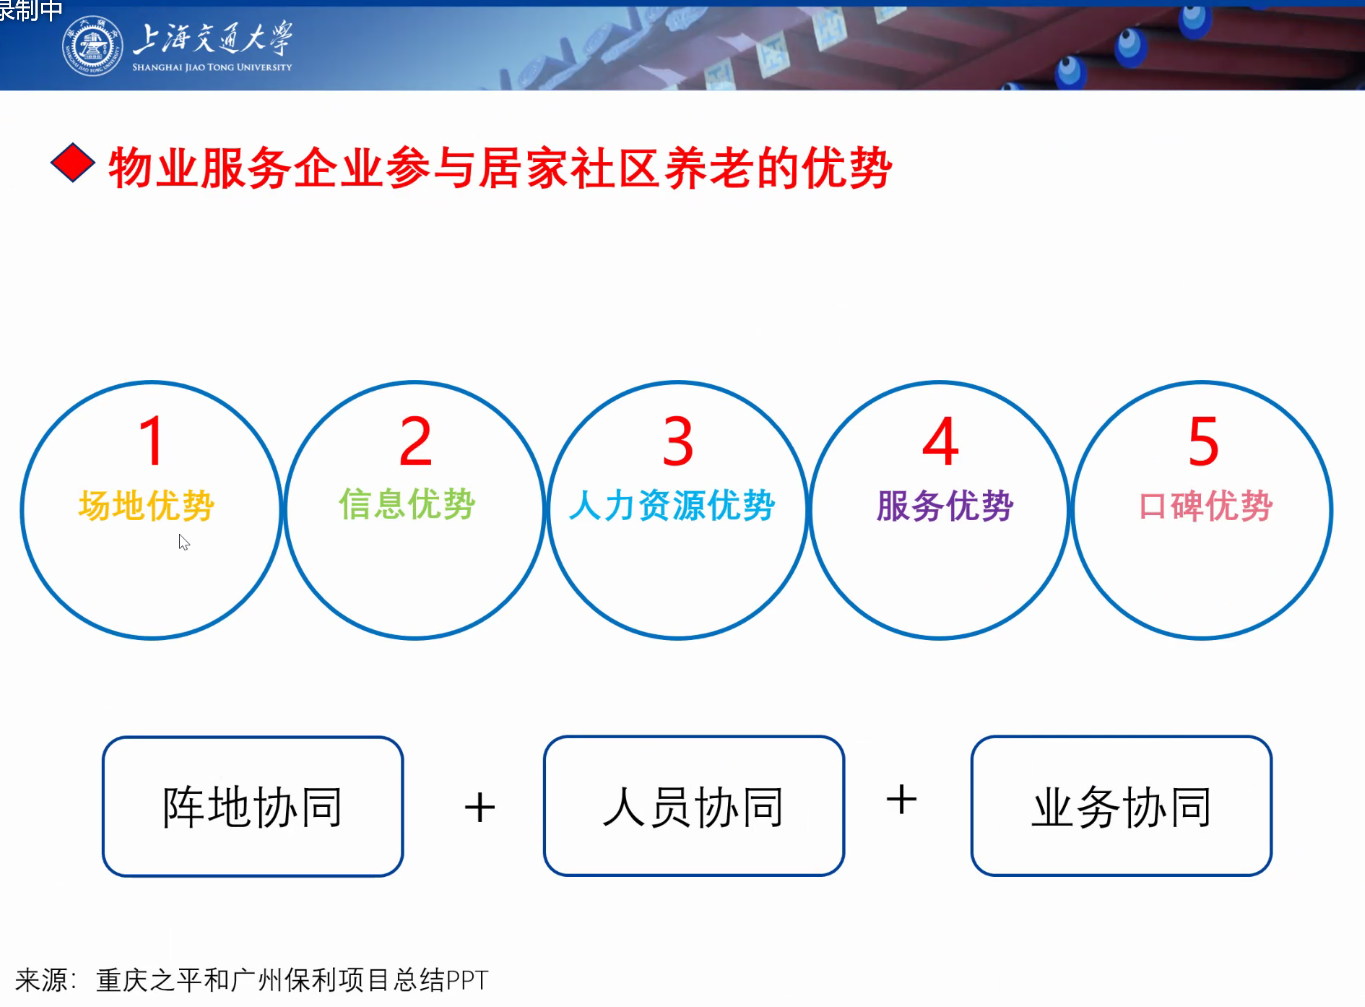 录制中
上海交通大學
SHANGHAI JIAO TONG UNIVERSITY
物业服务企业参与居家社区养老的优势
1
场地优势
2
信息优势
3
人力资源优势
4
服务优势
5
口碑优势
阵地协同 + 人员协同 + 业务协同
来源：重庆之平和广州保利项目总结PPT